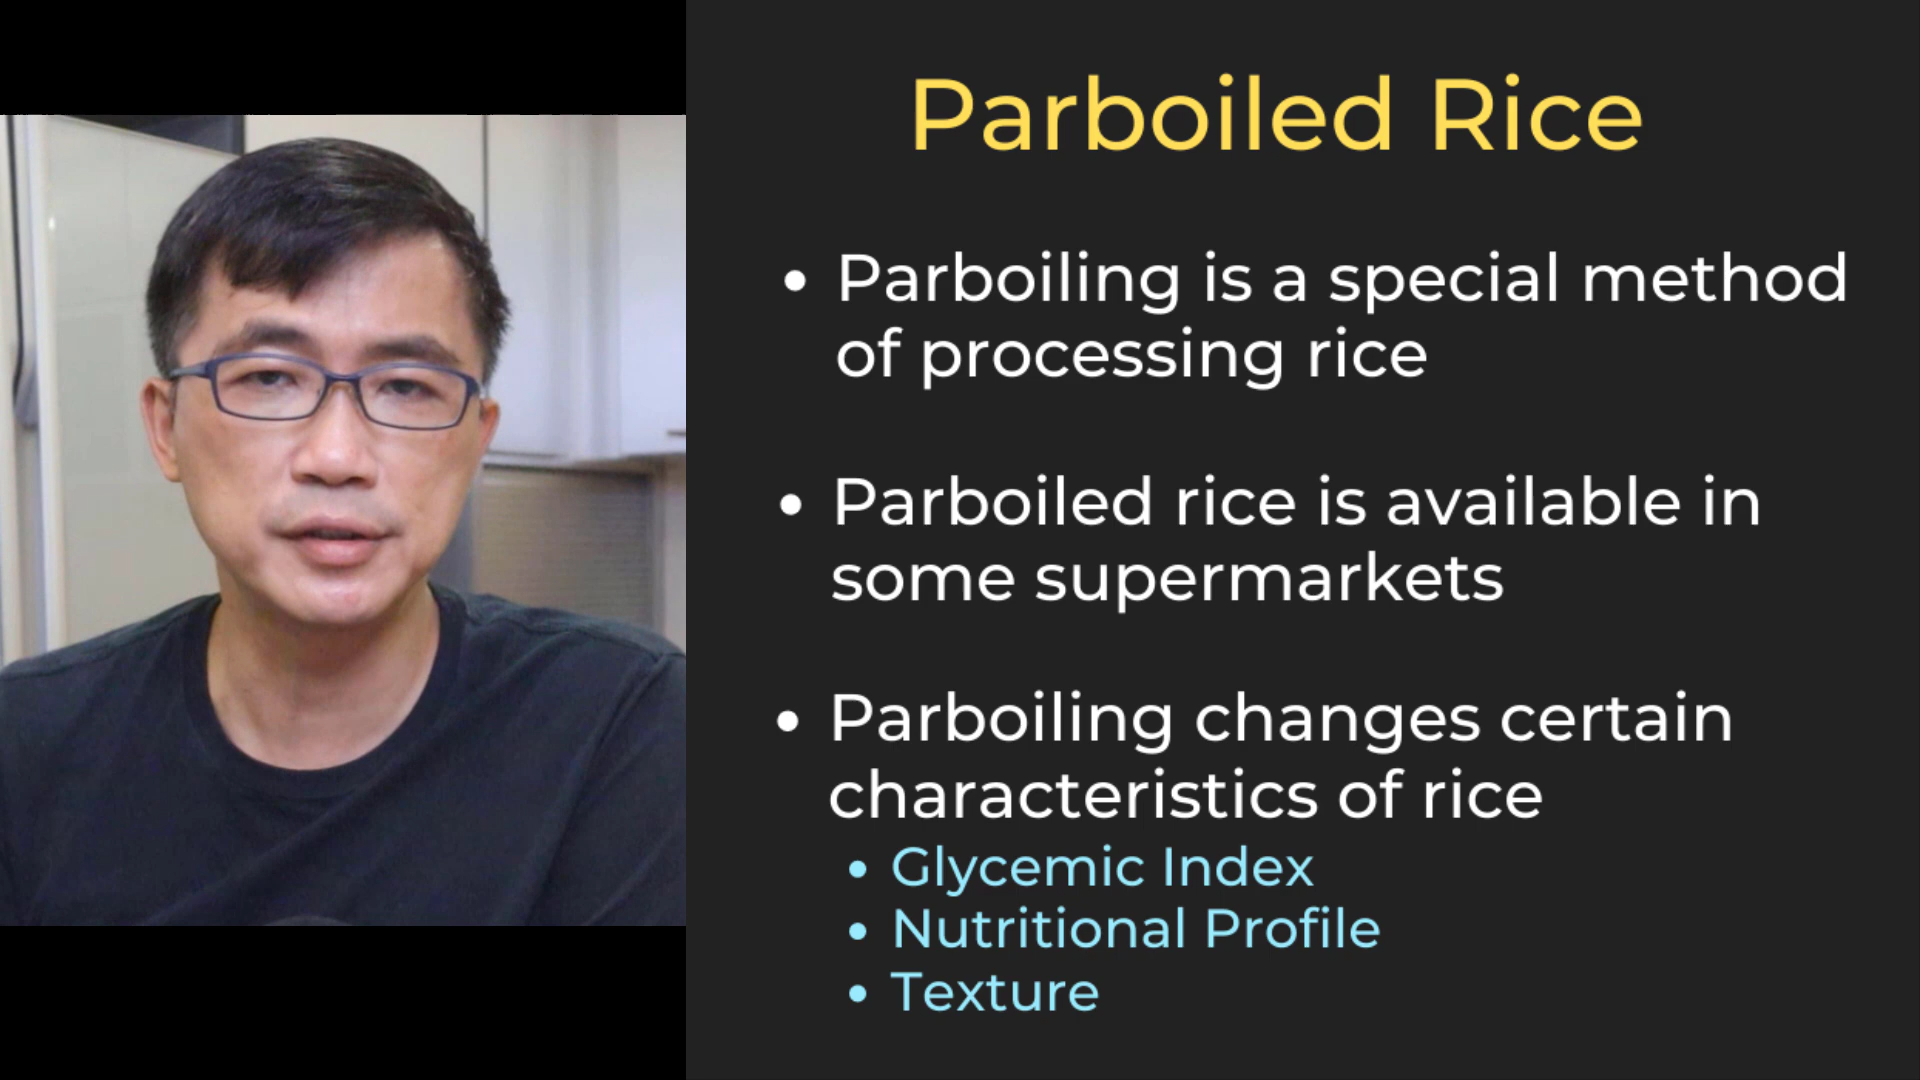 Parboiled Rice
• Parboiling is a special method
of processing rice
• Parboiled rice is available in
some supermarkets
• Parboiling changes certain
characteristics of rice
• Glycemic Index
• Nutritional Profile
• Texture